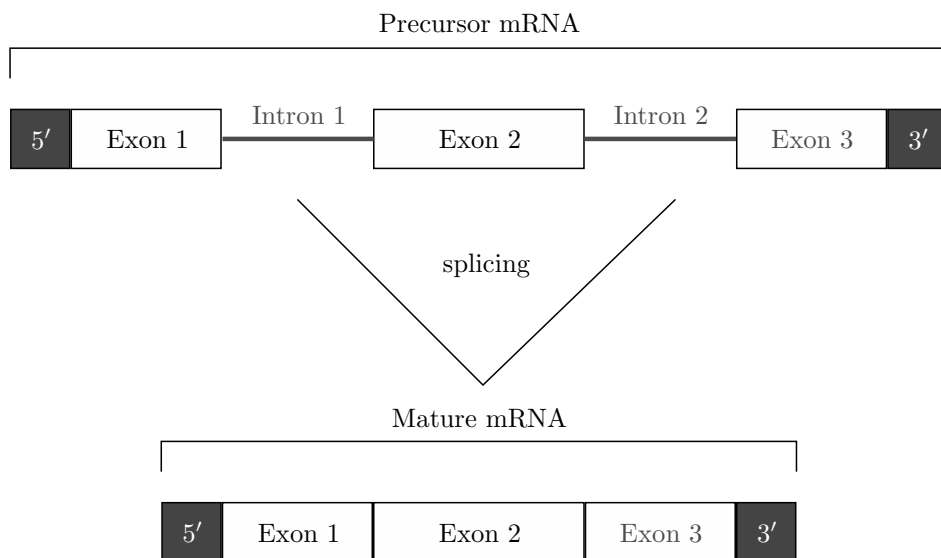 Precursor mRNA
Intron 1 Intron 2
5′ Exon 1 Exon 2 Exon 3 3′
splicing
Mature mRNA
5′ Exon 1 Exon 2 Exon 3 3′